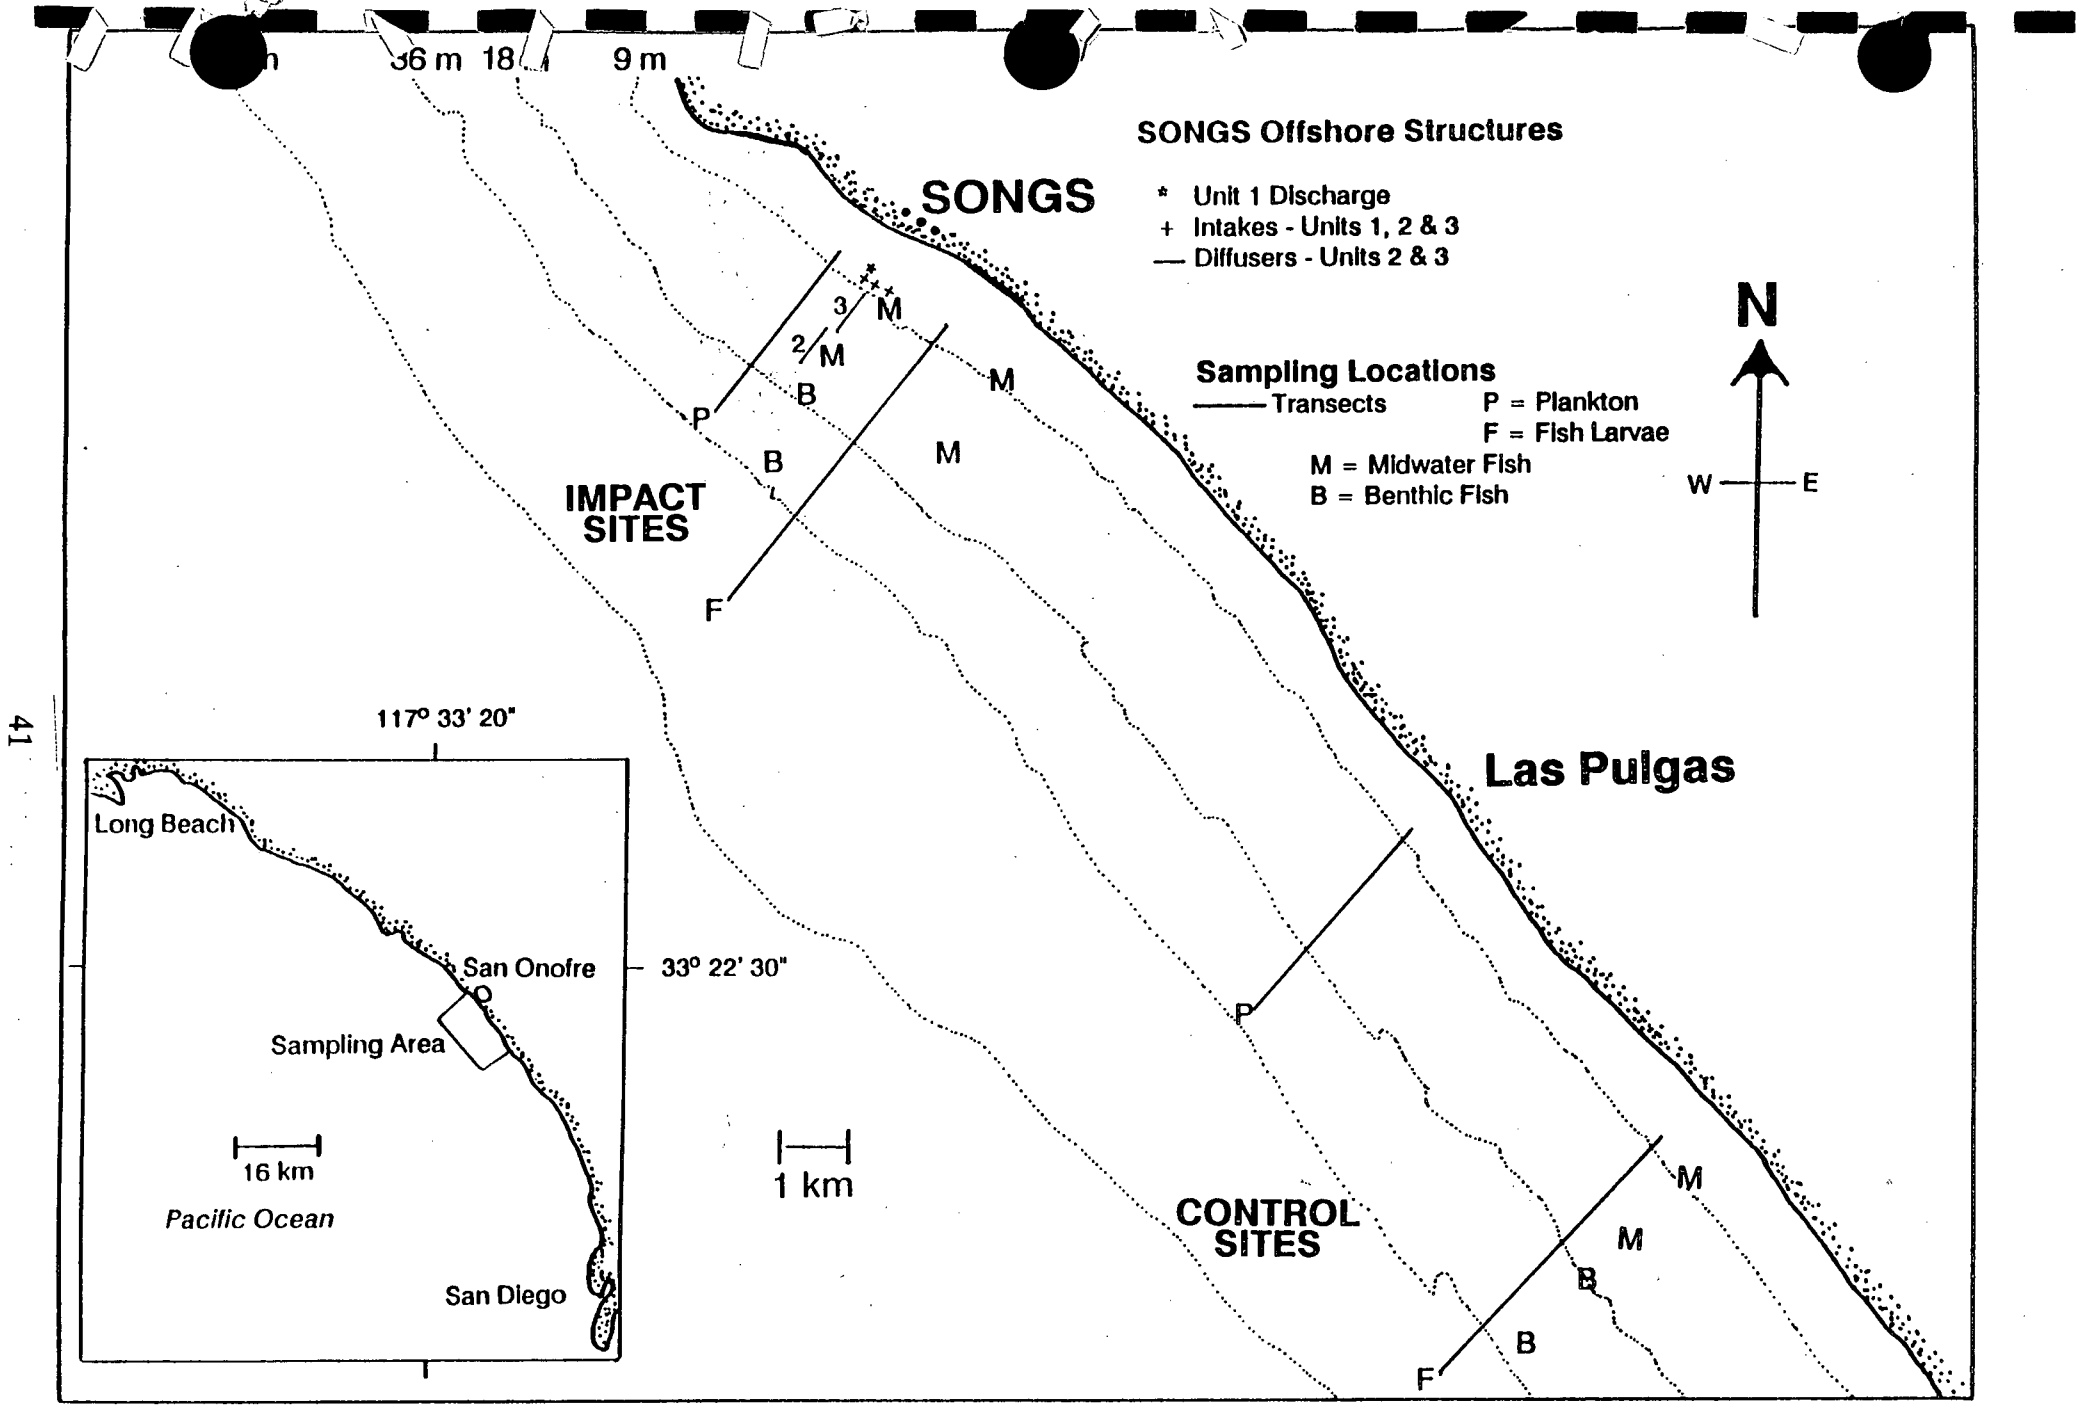 36 m 18 9 m
SONGS Offshore Structures
* Unit 1 Discharge
+ Intakes - Units 1, 2 & 3
— Diffusers - Units 2 & 3
SONGS
N
W E
Sampling Locations
Transects P = Plankton
F = Fish Larvae
M = Midwater Fish
B = Benthic Fish
3 M
2 M
M
B
P
M
B
IMPACT
SITES
F
41
117° 33' 20"
Las Pulgas
Long Beach
San Onofre
33° 22' 30"
P
Sampling Area
16 km
1 km
Pacific Ocean
M
CONTROL
SITES
M
B
San Diego
B
F